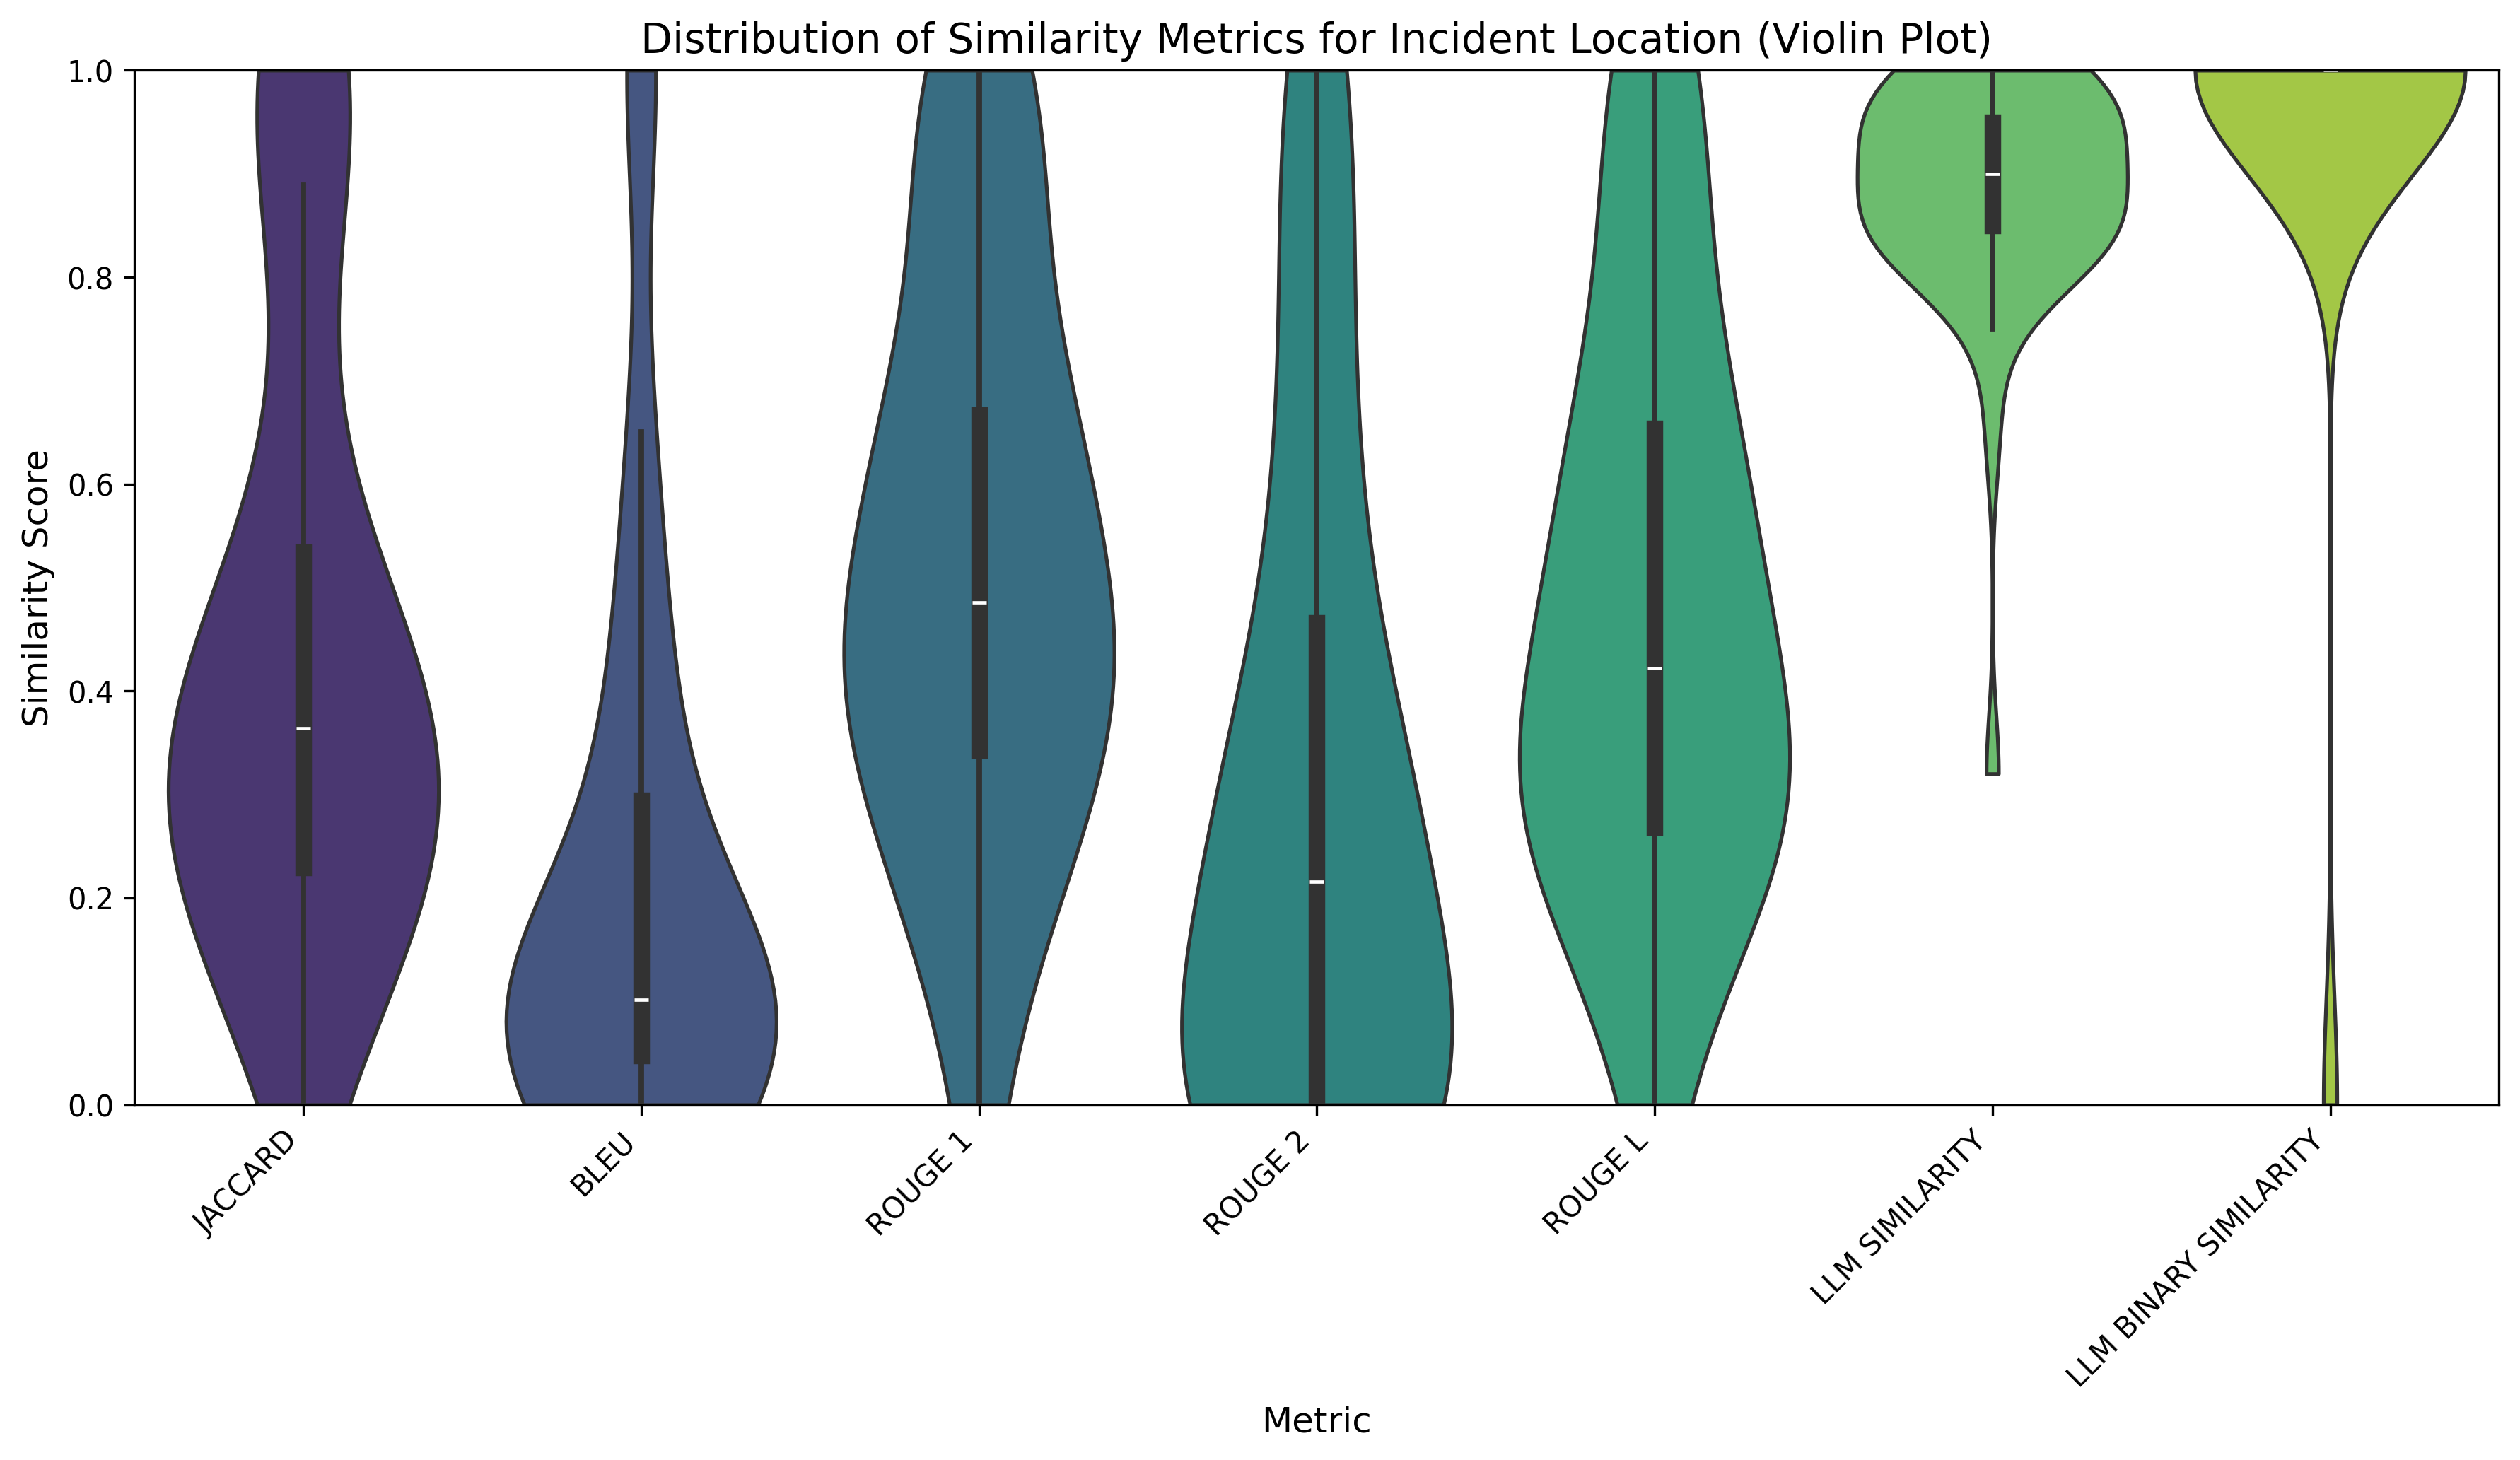 Distribution of Similarity Metrics for Incident Location (Violin Plot)
Similarity Score
1.0
0.8
0.6
0.4
0.2
0.0
JACCARD
BLEU
ROUGE 1
ROUGE 2
ROUGE L
LLM SIMILARITY
LLM BINARY SIMILARITY
Metric